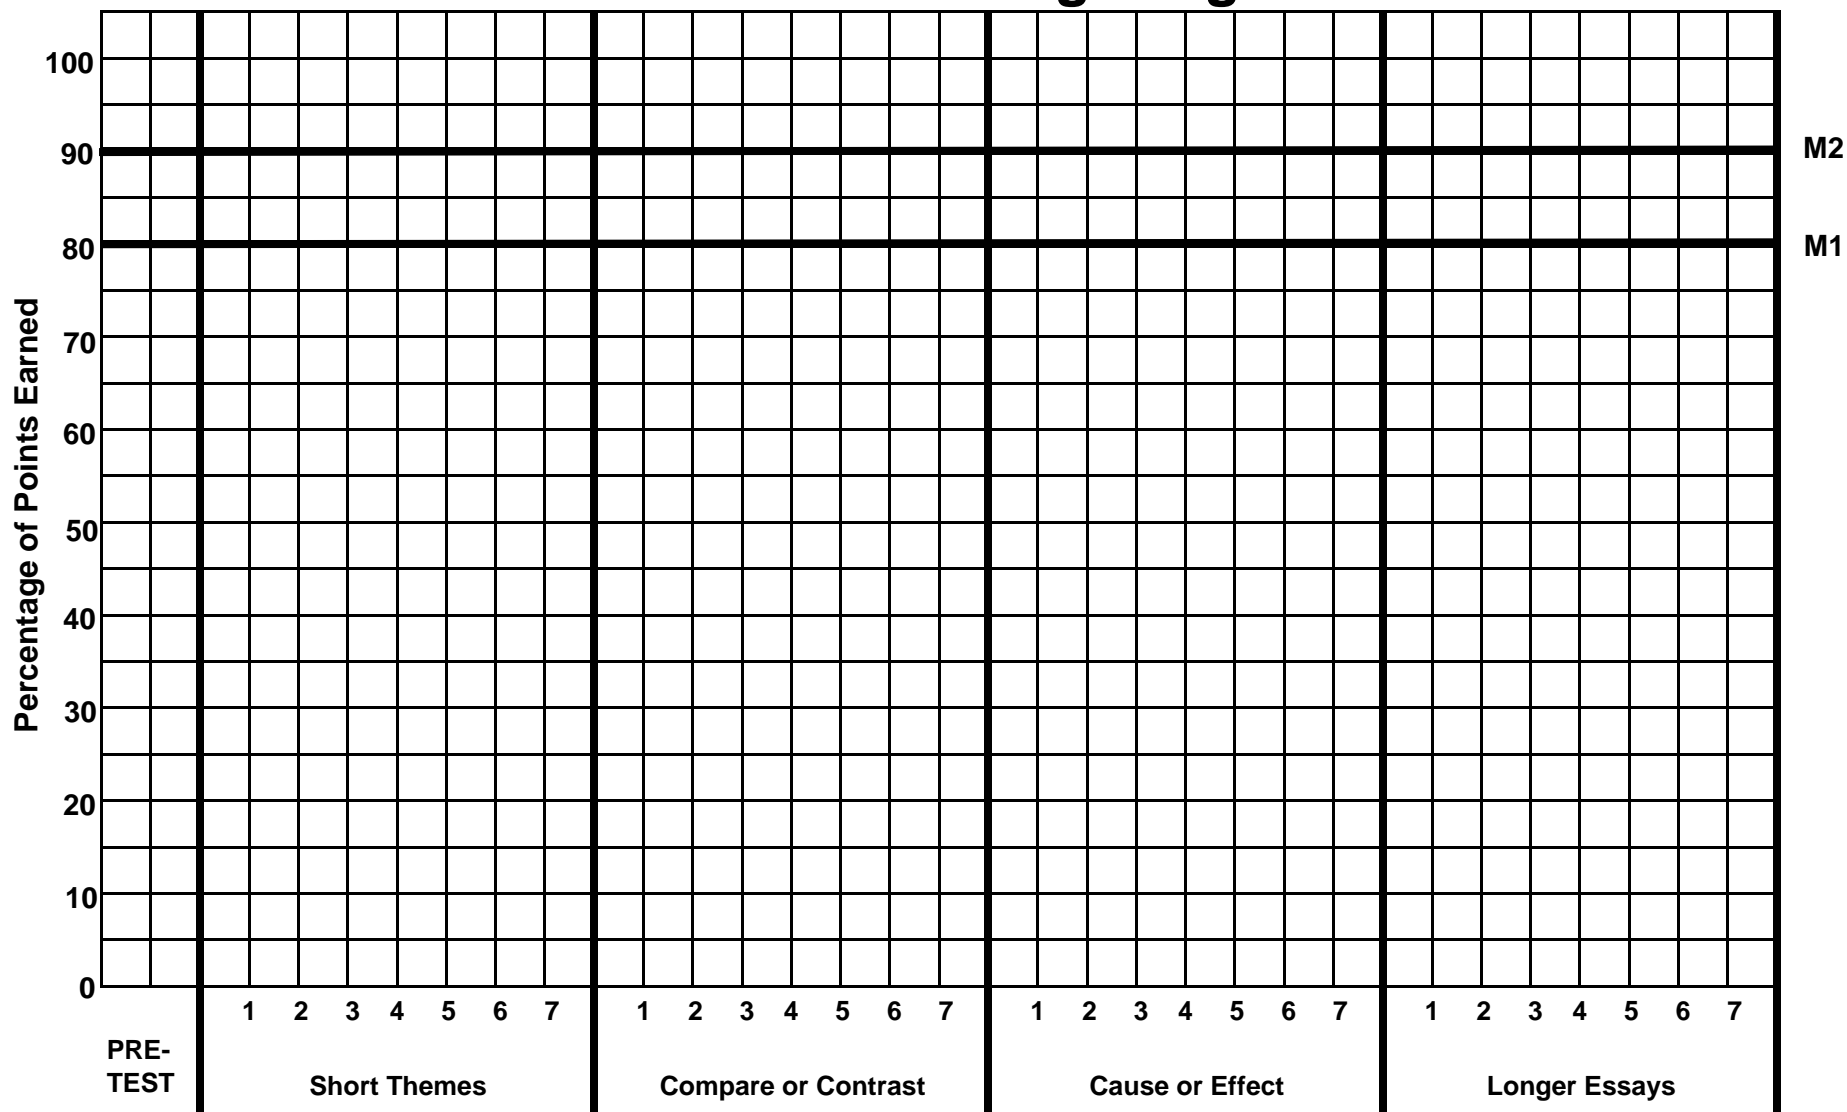 100
90
80
70
60
50
40
30
20
10
0
M2
M1
Percentage of Points Earned
1 2 3 4 5 6 7 1 2 3 4 5 6 7 1 2 3 4 5 6 7 1 2 3 4 5 6 7
PRE-
TEST
Short Themes
Compare or Contrast
Cause or Effect
Longer Essays